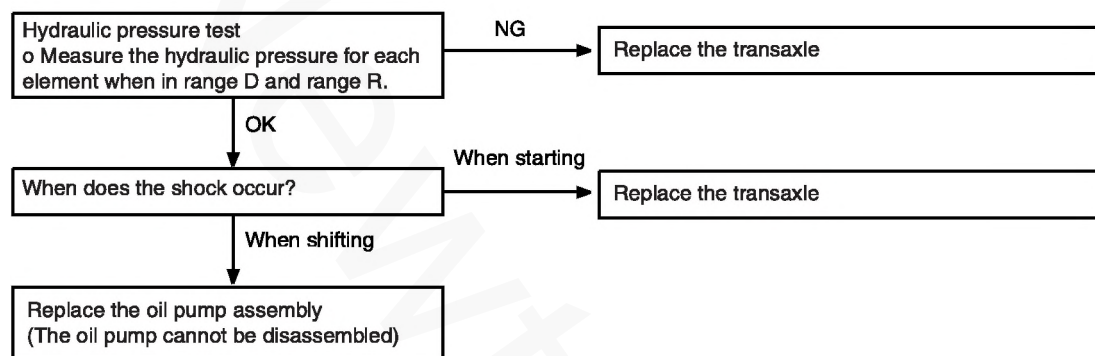 Hydraulic pressure test
o Measure the hydraulic pressure for each
element when in range D and range R.
NG
Replace the transaxle
OK
When does the shock occur?
When starting
Replace the transaxle
When shifting
Replace the oil pump assembly
(The oil pump cannot be disassembled)